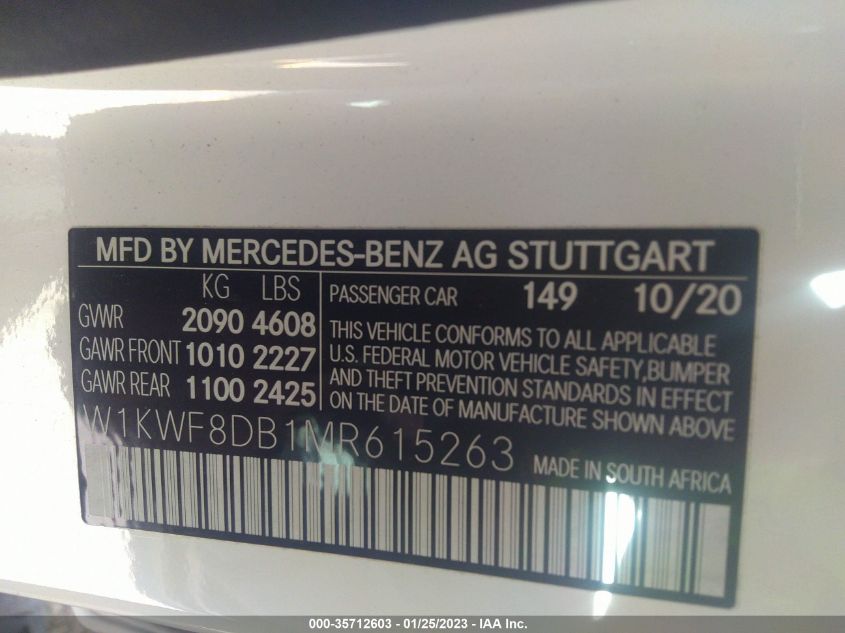 MFD BY MERCEDES-BENZ AG STUTTGART
KG LBS
GVWR 2090 4608
GAWR FRONT 1010 2227
GAWR REAR 1100 2425
PASSENGER CAR 149 10/20
THIS VEHICLE CONFORMS TO ALL APPLICABLE
U.S. FEDERAL MOTOR VEHICLE SAFETY, BUMPER
AND THEFT PREVENTION STANDARDS IN EFFECT
ON THE DATE OF MANUFACTURE SHOWN ABOVE
W1KWF8DB1MR615263 MADE IN SOUTH AFRICA
000-35712603 - 01/25/2023 - IAA Inc.